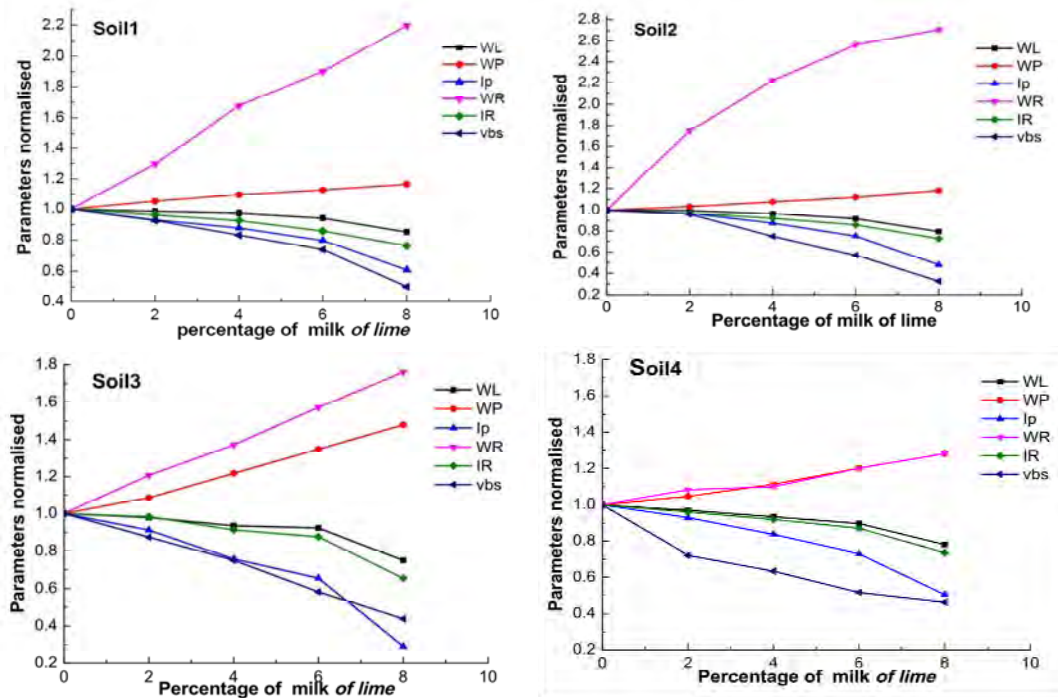 Soil1
Parameters normalised
2.2
2.0
1.8
1.6
1.4
1.2
1.0
0.8
0.6
0.4
0 2 4 6 8 10
percentage of milk of lime
WL
WP
Ip
WR
IR
vbs
Soil2
Parameters normalised
2.8
2.6
2.4
2.2
2.0
1.8
1.6
1.4
1.2
1.0
0.8
0.6
0.4
0.2
0 2 4 6 8 10
Percentage of milk of lime
WL
WP
Ip
WR
IR
vbs
Soil3
Parameters normalised
1.8
1.6
1.4
1.2
1.0
0.8
0.6
0.4
0.2
0 2 4 6 8 10
Percentage of milk of lime
WL
WP
Ip
WR
IR
vbs
Soil4
Parameters normalised
1.8
1.6
1.4
1.2
1.0
0.8
0.6
0.4
0.2
0 2 4 6 8 10
Percentage of milk of lime
WL
WP
Ip
WR
IR
vbs